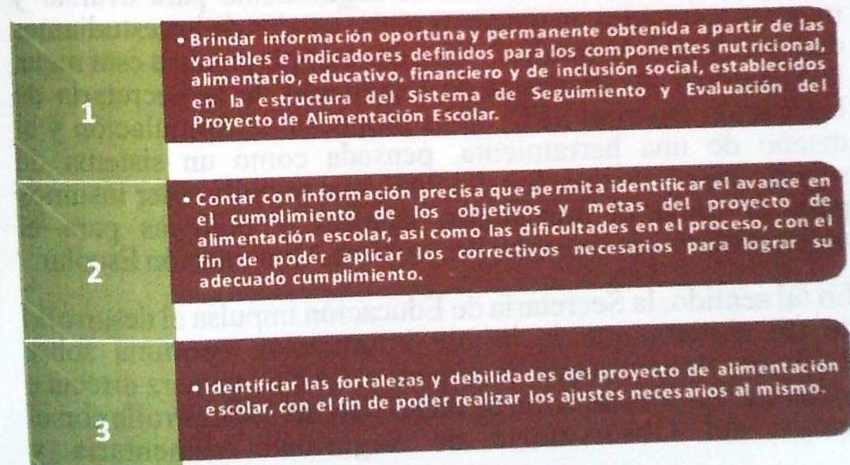 1
• Brindar información oportuna y permanente obtenida a partir de las
variables e indicadores definidos para los componentes nutricional,
alimentario, educativo, financiero y de inclusión social, establecidos
en la estructura del Sistema de Seguimiento y Evaluación del
Proyecto de Alimentación Escolar.
2
• Contar con información precisa que permita identificar el avance en
el cumplimiento de los objetivos y metas del proyecto de
alimentación escolar, así como las dificultades en el proceso, con el
fin de poder aplicar los correctivos necesarios para lograr su
adecuado cumplimiento.
3
• Identificar las fortalezas y debilidades del proyecto de alimentación
escolar, con el fin de poder realizar los ajustes necesarios al mismo.